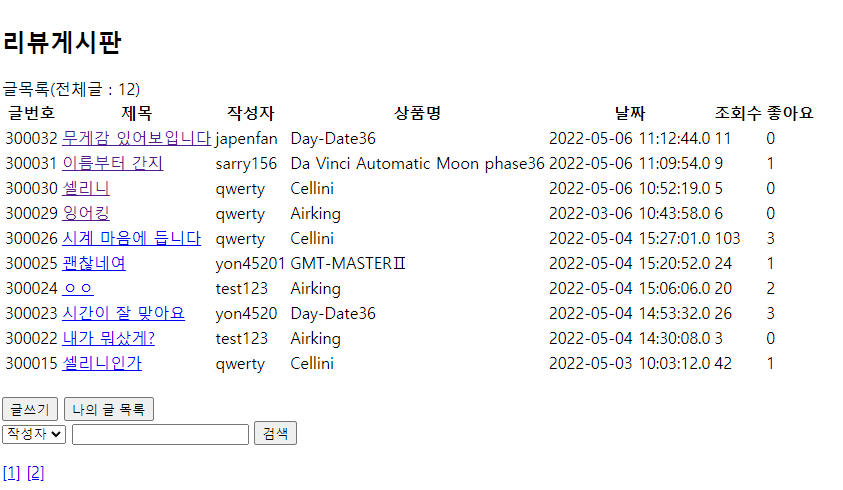 리뷰게시판
글목록(전체글 : 12)
글번호 제목 작성자 상품명 날짜 조회수 좋아요
300032 무게감 있어보입니다 japenfan Day-Date36 2022-05-06 11:12:44.0 11 0
300031 이름부터 간지 sarry156 Da Vinci Automatic Moon phase36 2022-05-06 11:09:54.0 9 1
300030 셀리니 qwerty Cellini 2022-05-06 10:52:19.0 5 0
300029 잉어킹 qwerty Airking 2022-03-06 10:43:58.0 6 0
300026 시계 마음에 듭니다 qwerty Cellini 2022-05-04 15:27:01.0 103 3
300025 괜찮네여 yon45201 GMT-MASTERⅡ 2022-05-04 15:20:52.0 24 1
300024 ㅇㅇ test123 Airking 2022-05-04 15:06:06.0 20 2
300023 시간이 잘 맞아요 yon4520 Day-Date36 2022-05-04 14:53:32.0 26 3
300022 내가 뭐샀게? test123 Airking 2022-05-04 14:30:08.0 3 0
300015 셀리니인가 qwerty Cellini 2022-05-03 10:03:12.0 42 1
글쓰기 나의 글 목록
작성자 검색
[1] [2]